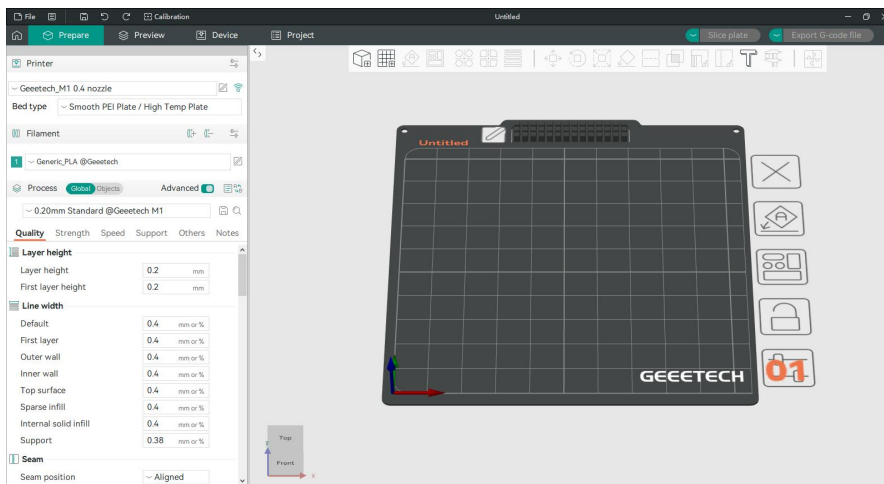 File Calibration Untitled
Prepare Preview Device Project Slice plate Export G-code file
Printer
Geeetech_M1 0.4 nozzle
Bed type Smooth PEI Plate / High Temp Plate
Filament
1 Generic_PLA @Geeetech
Process Global Objects Advanced
0.20mm Standard @Geeetech M1
Quality Strength Speed Support Others Notes
Layer height
Layer height 0.2 mm
First layer height 0.2 mm
Line width
Default 0.4 mm or %
First layer 0.4 mm or %
Outer wall 0.4 mm or %
Inner wall 0.4 mm or %
Top surface 0.4 mm or %
Sparse infill 0.4 mm or %
Internal solid infill 0.4 mm or %
Support 0.38 mm or %
Seam
Seam position Aligned
Untitled
A
GEEETECH
01
Top
Front
x